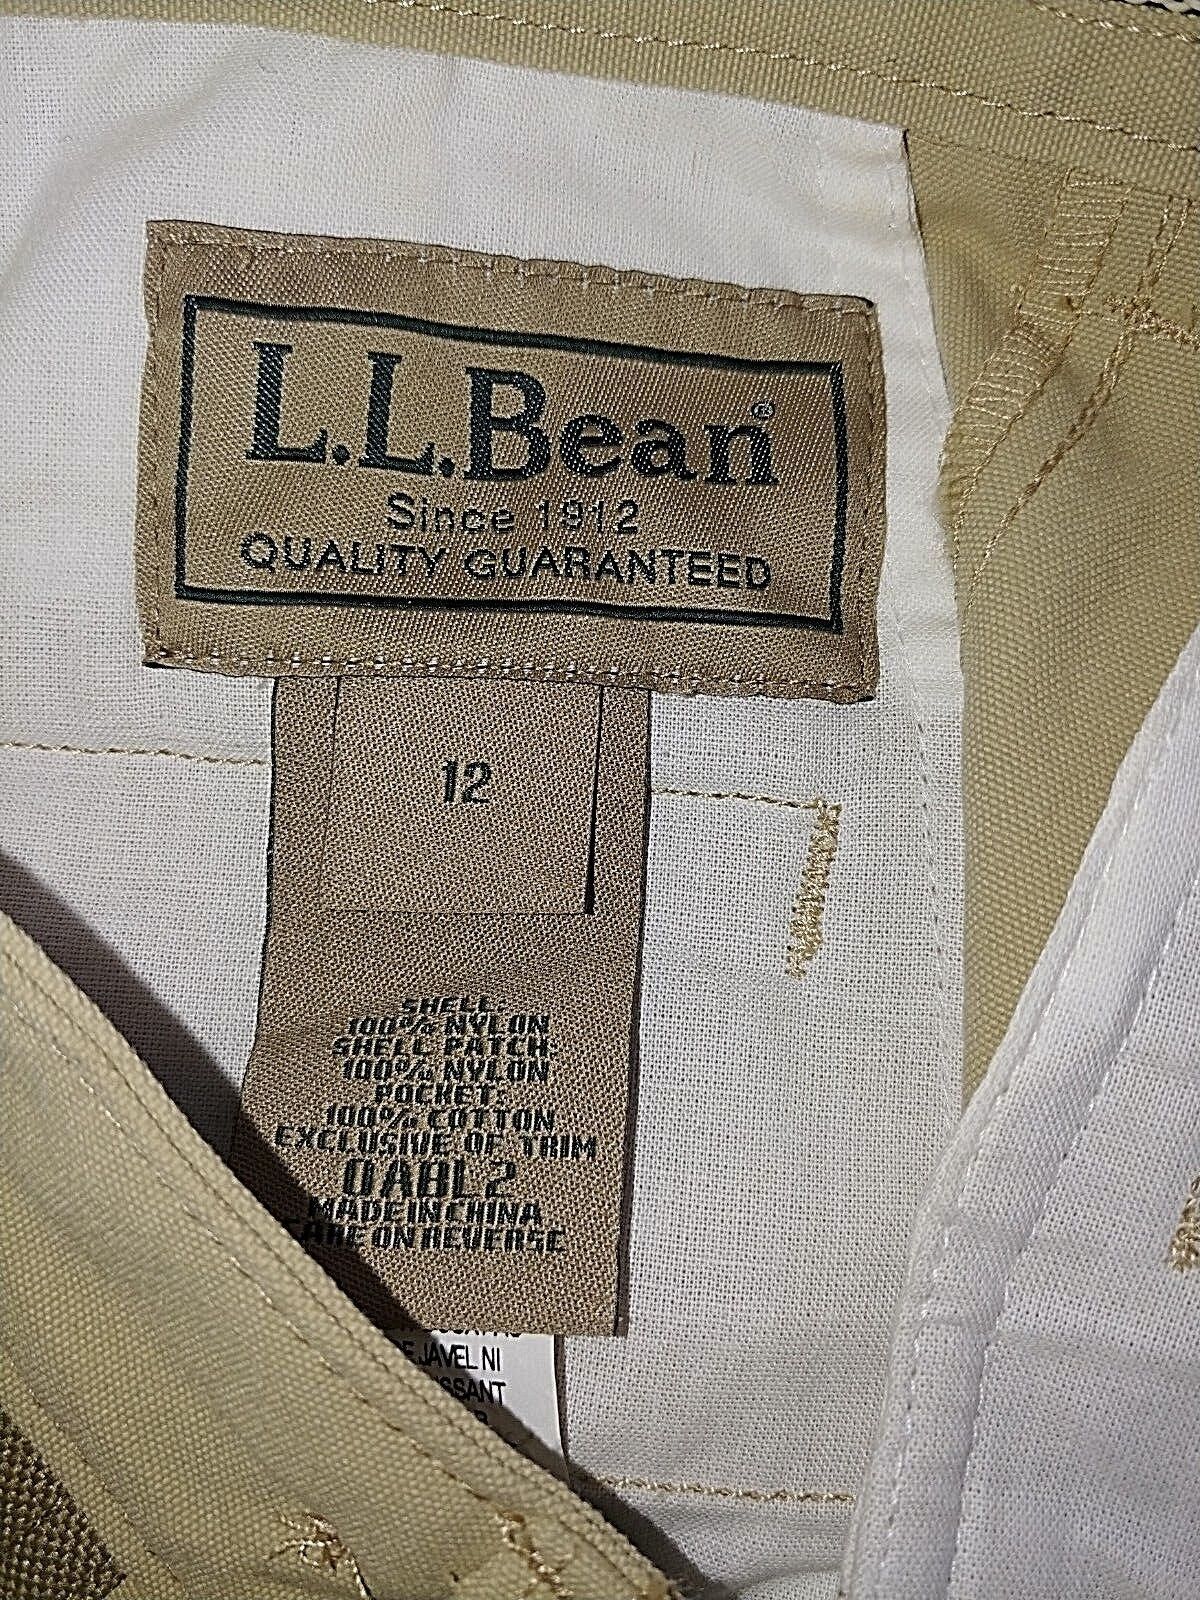 L.L.Bean®
Since 1912
QUALITY GUARANTEED
12
SHELL:
100% NYLON
SHELL PATCH
100% NYLON
POCKET:
100% COTTON
EXCLUSIVE OF TRIM
0ABL2
MADE IN CHINA
CARE ON REVERSE
JAVEL NI